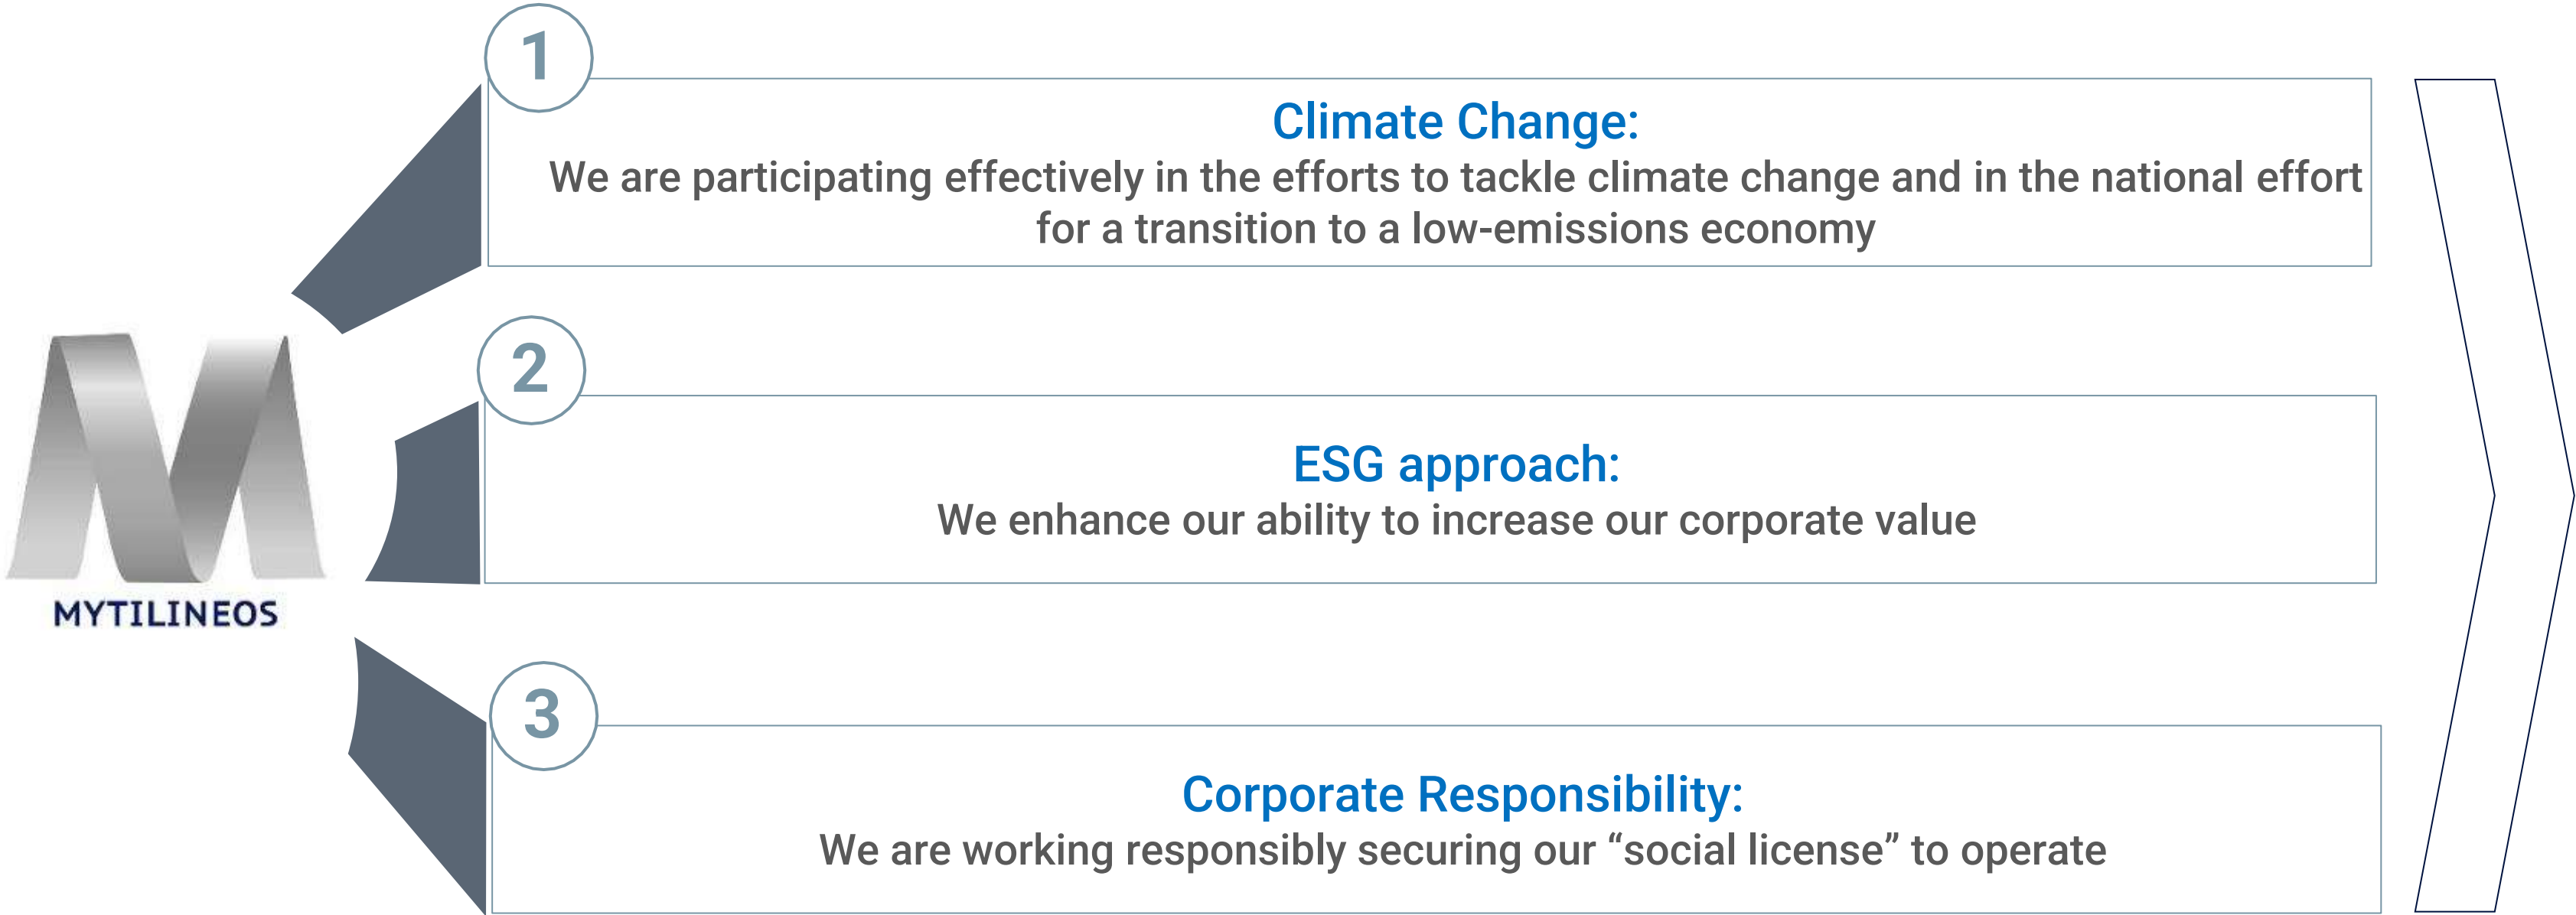 1
Climate Change:
We are participating effectively in the efforts to tackle climate change and in the national effort
for a transition to a low-emissions economy
MYTILINEOS
2
ESG approach:
We enhance our ability to increase our corporate value
3
Corporate Responsibility:
We are working responsibly securing our “social license” to operate